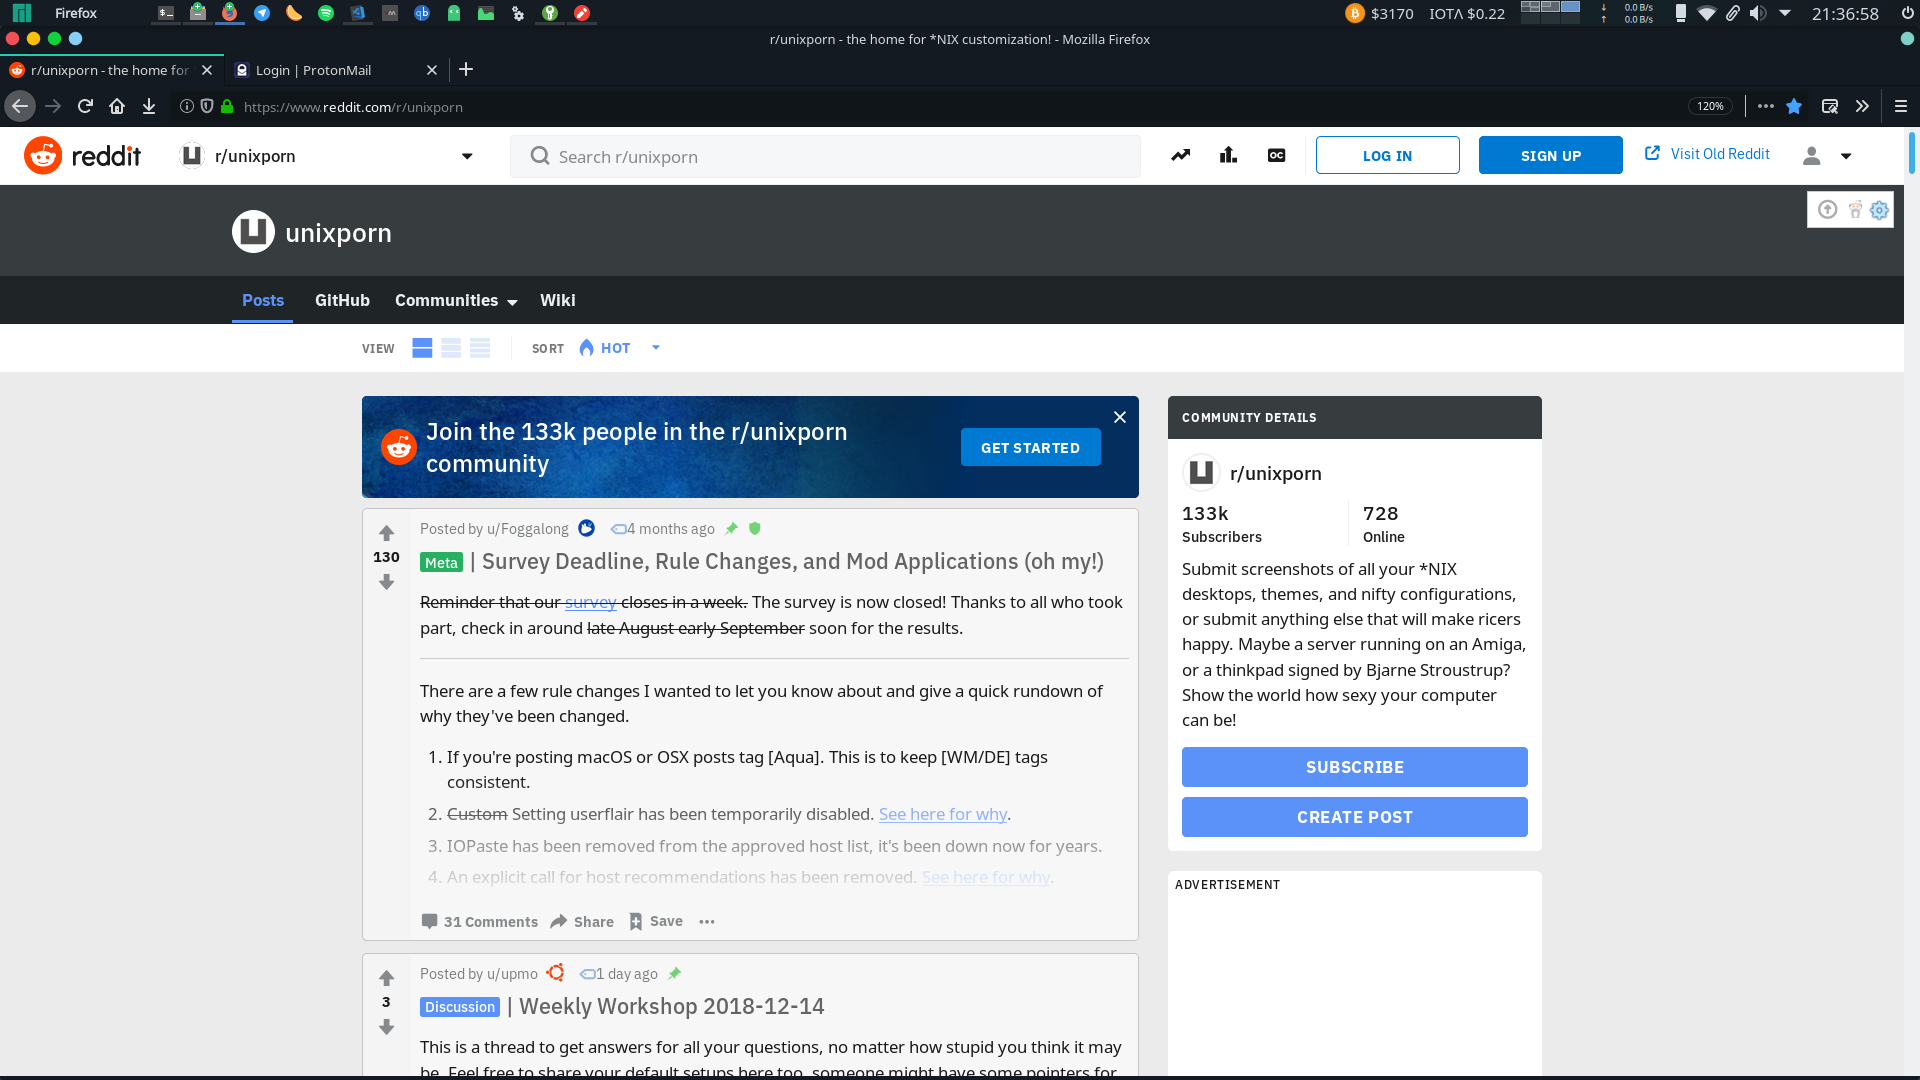 Firefox
$3170 IOTA $0.22 0.0 B/s 21:36:58
0.0 B/s
r/unixporn - the home for *NIX customization! - Mozilla Firefox
r/unixporn - the home for
Login | ProtonMail
https://www.reddit.com/r/unixporn
120%
reddit
r/unixporn
Search r/unixporn
OC
LOG IN
SIGN UP
Visit Old Reddit
unixporn
Posts GitHub Communities Wiki
VIEW SORT HOT
Join the 133k people in the r/unixporn
community
GET STARTED
Posted by u/Foggalong 4 months ago
130
Meta | Survey Deadline, Rule Changes, and Mod Applications (oh my!)
Reminder that our survey closes in a week. The survey is now closed! Thanks to all who took
part, check in around late August early September soon for the results.
There are a few rule changes I wanted to let you know about and give a quick rundown of
why they've been changed.
1. If you're posting macOS or OSX posts tag [Aqua]. This is to keep [WM/DE] tags
consistent.
2. Custom Setting userflair has been temporarily disabled. See here for why.
3. IOPaste has been removed from the approved host list, it's been down now for years.
4. An explicit call for host recommendations has been removed. See here for why.
31 Comments Share Save
Posted by u/upmo 1 day ago
3
Discussion | Weekly Workshop 2018-12-14
This is a thread to get answers for all your questions, no matter how stupid you think it may
be. Feel free to share your default setups here too, someone might have some pointers for
COMMUNITY DETAILS
r/unixporn
133k 728
Subscribers Online
Submit screenshots of all your *NIX
desktops, themes, and nifty configurations,
or submit anything else that will make ricers
happy. Maybe a server running on an Amiga,
or a thinkpad signed by Bjarne Stroustrup?
Show the world how sexy your computer
can be!
SUBSCRIBE
CREATE POST
ADVERTISEMENT